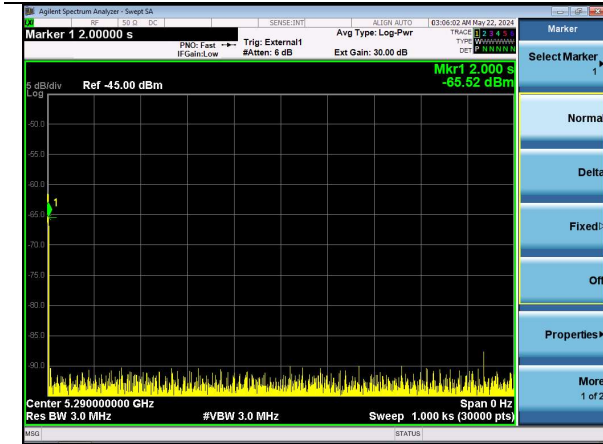 Agilent Spectrum Analyzer - Swept SA
RF 50 Ω DC SENSE:INT ALIGN AUTO 03:06:02 AM May 22, 2024
Marker 1 2.00000 s
PNO: Fast
IFGain:Low
Trig: External1
#Atten: 6 dB
Avg Type: Log-Pwr
Ext Gain: 30.00 dB
TRACE 1 2 3 4 5 6
TYPE
DET P N N N N N
Marker
Select Marker
1
Normal
Delta
Fixed
Off
Properties
More
1 of 2
Mkr1 2.000 s
-65.52 dBm
5 dB/div Ref -45.00 dBm
Log
-50.0
-55.0
-60.0
-65.0
-70.0
-75.0
-80.0
-85.0
-90.0
1
Center 5.290000000 GHz Span 0 Hz
Res BW 3.0 MHz #VBW 3.0 MHz Sweep 1.000 ks (30000 pts)
MSG STATUS